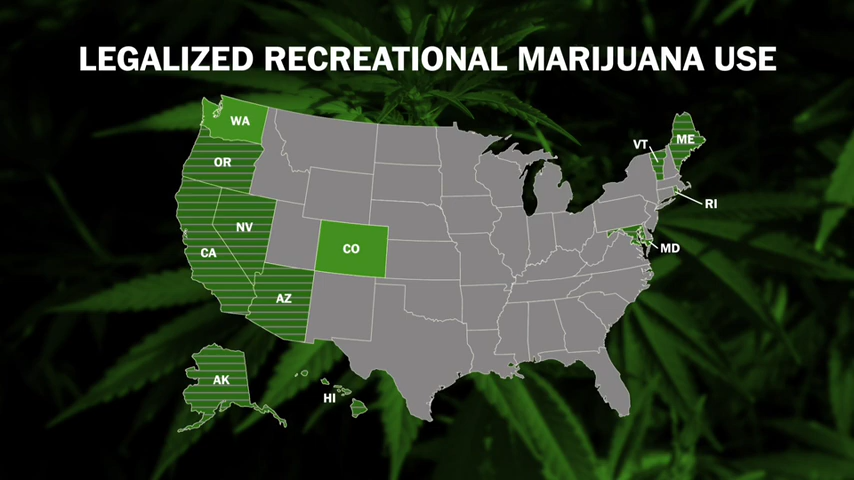 LEGALIZED RECREATIONAL MARIJUANA USE
WA
OR
NV
CA
CO
AZ
AK
HI
VT
ME
RI
MD